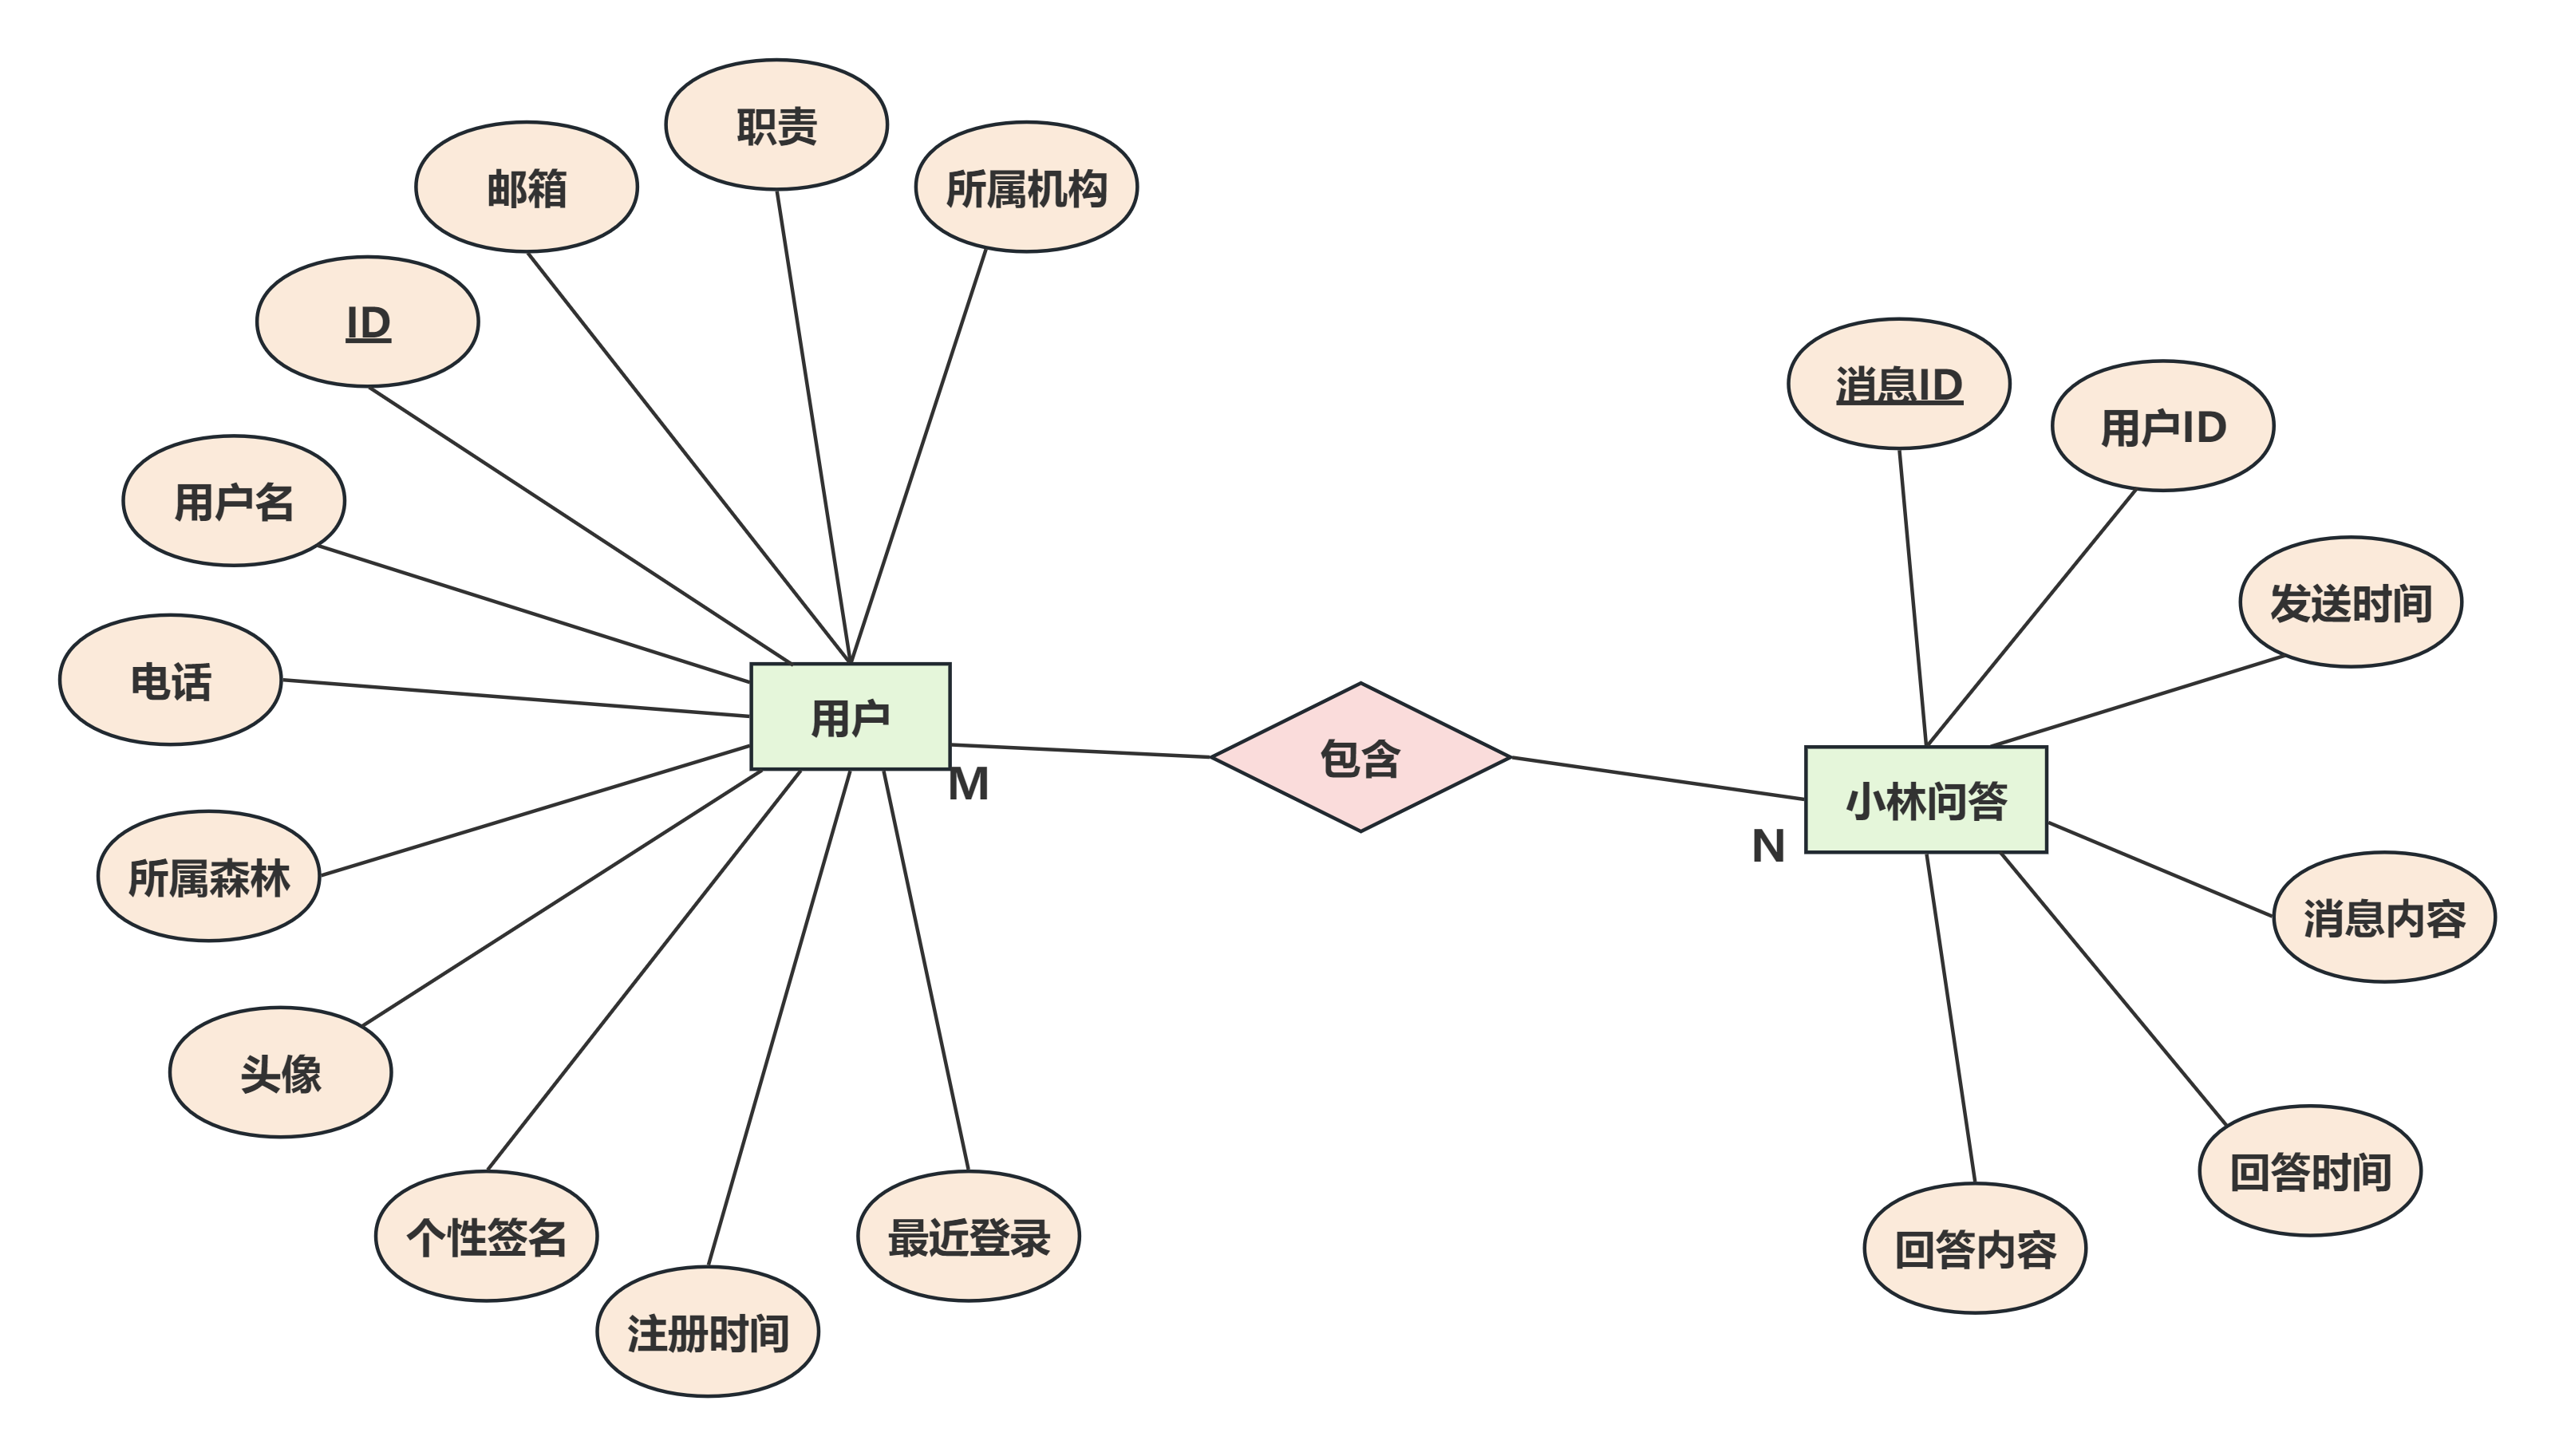 职责
邮箱
所属机构
ID
消息ID
用户ID
用户名
发送时间
电话
用户
包含
M
小林问答
N
所属森林
消息内容
头像
回答时间
个性签名
最近登录
回答内容
注册时间